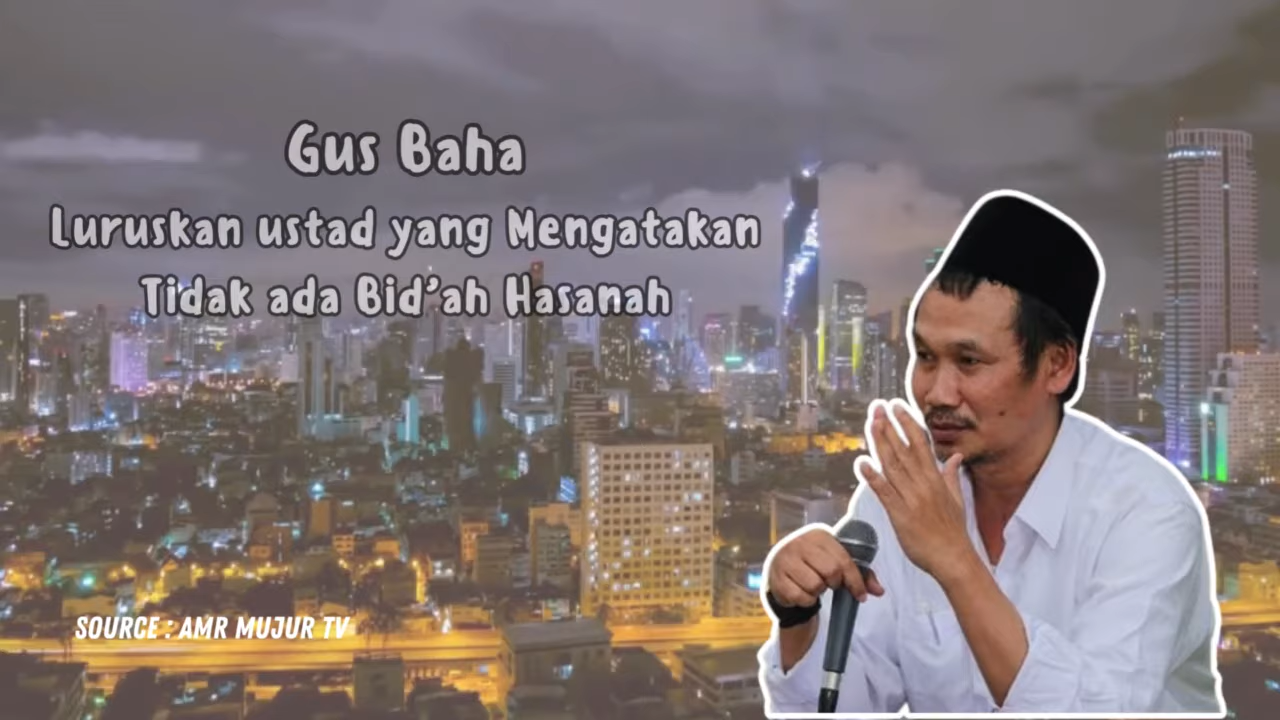 Gus Baha
Luruskan ustad yang Mengatakan
Tidak ada Bid'ah Hasanah
SOURCE : AMR MUJUR TV